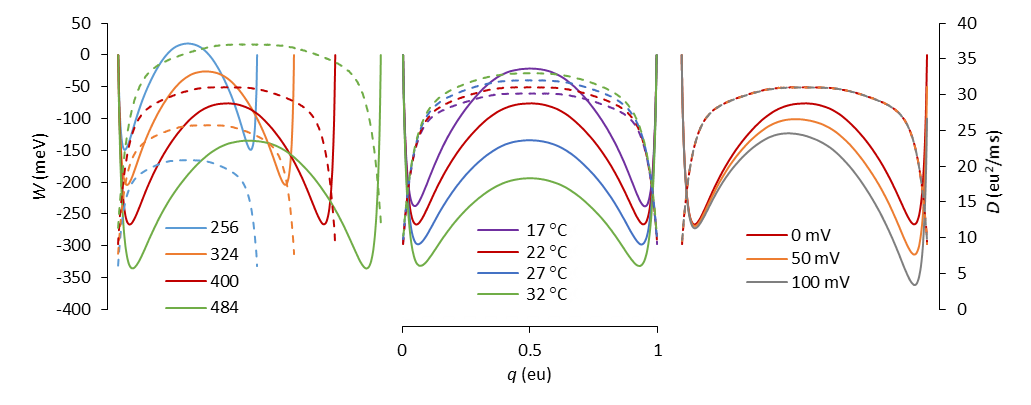 50
0
-50
-100
-150
-200
-250
-300
-350
-400
W (meV)
256
324
400
484
17 °C
22 °C
27 °C
32 °C
0 mV
50 mV
100 mV
40
35
30
25
20
15
10
5
0
D (eu²/ms)
0
0.5
1
q (eu)